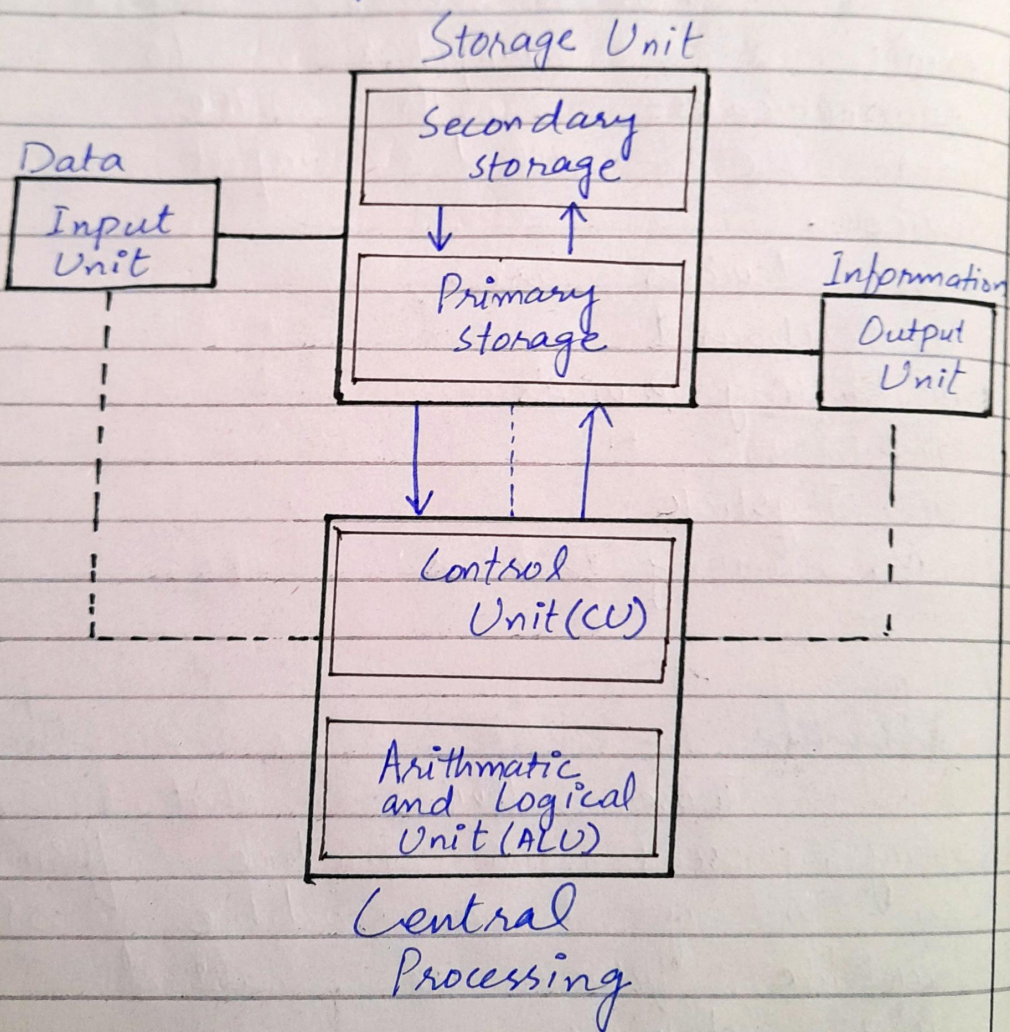 Storage Unit
Secondary
storage
Data
Input
Unit
Primary
storage
Information
Output
Unit
Control
Unit (CU)
Arithmatic
and Logical
Unit (ALU)
Central
Processing